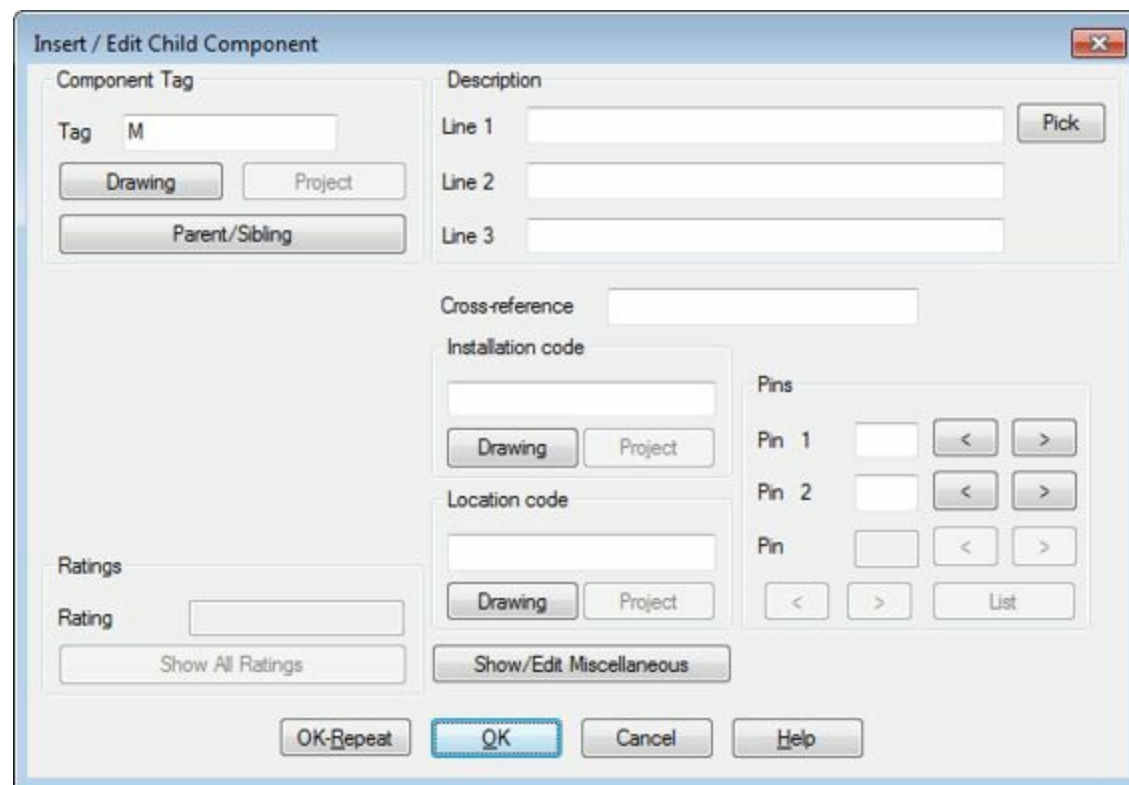 Insert / Edit Child Component
Component Tag
Tag M
Drawing Project
Parent/Sibling
Description
Line 1 Pick
Line 2
Line 3
Cross-reference
Installation code
Drawing Project
Location code
Drawing Project
Pins
Pin 1 < >
Pin 2 < >
Pin < >
< > List
Ratings
Rating
Show All Ratings
Show/Edit Miscellaneous
OK-Repeat OK Cancel Help